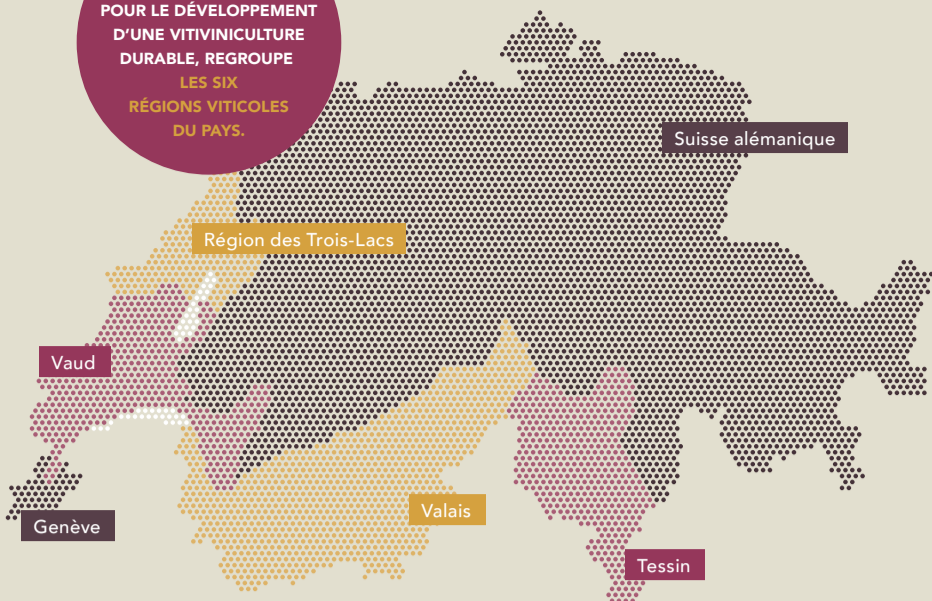 POUR LE DÉVELOPPEMENT
D'UNE VITIVINICULTURE
DURABLE, REGROUPE
LES SIX
RÉGIONS VITICOLES
DU PAYS.
Suisse alémanique
Région des Trois-Lacs
Vaud
Valais
Genève
Tessin